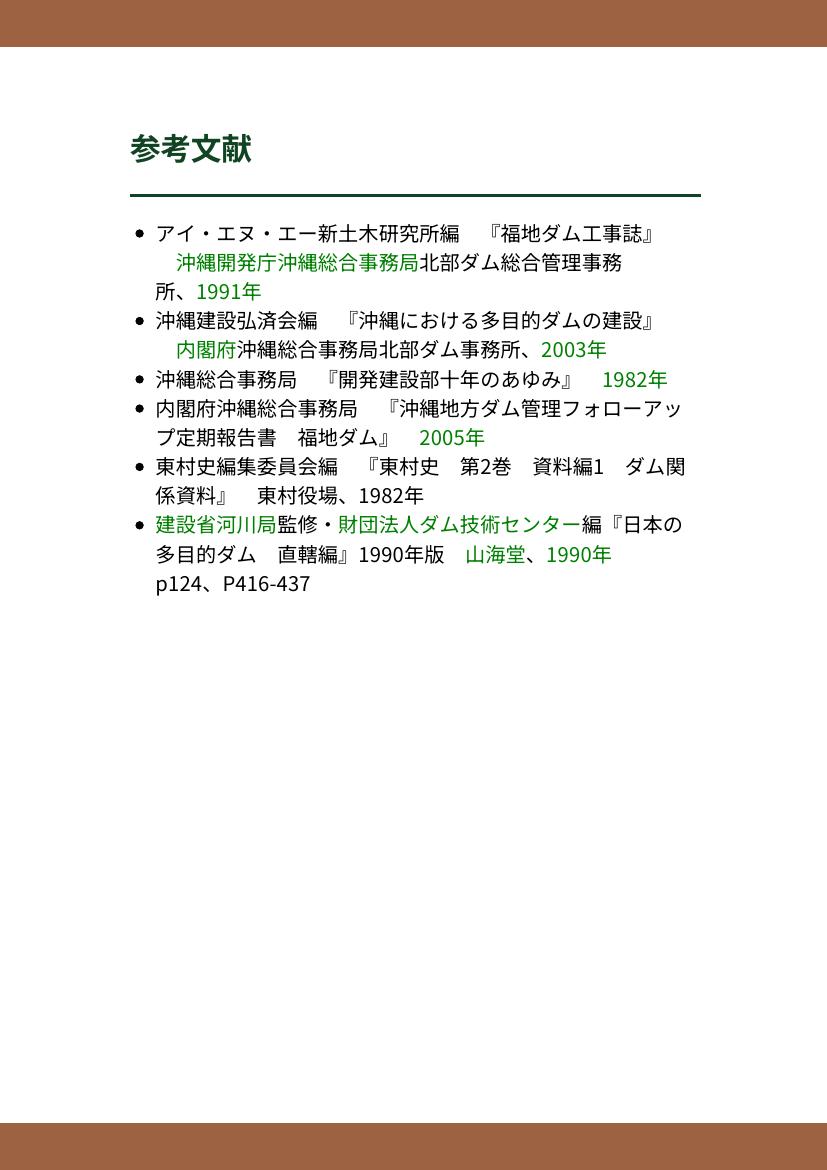 参考文献
• アイ・エヌ・エー新土木研究所編　『福地ダム工事誌』
　沖縄開発庁沖縄総合事務局北部ダム総合管理事務
所、1991年
• 沖縄建設弘済会編　『沖縄における多目的ダムの建設』
　内閣府沖縄総合事務局北部ダム事務所、2003年
• 沖縄総合事務局　『開発建設部十年のあゆみ』　1982年
• 内閣府沖縄総合事務局　『沖縄地方ダム管理フォローアッ
プ定期報告書　福地ダム』　2005年
• 東村史編集委員会編　『東村史　第2巻　資料編1　ダム関
係資料』　東村役場、1982年
• 建設省河川局監修・財団法人ダム技術センター編『日本の
多目的ダム　直轄編』1990年版　山海堂、1990年
p124、P416-437